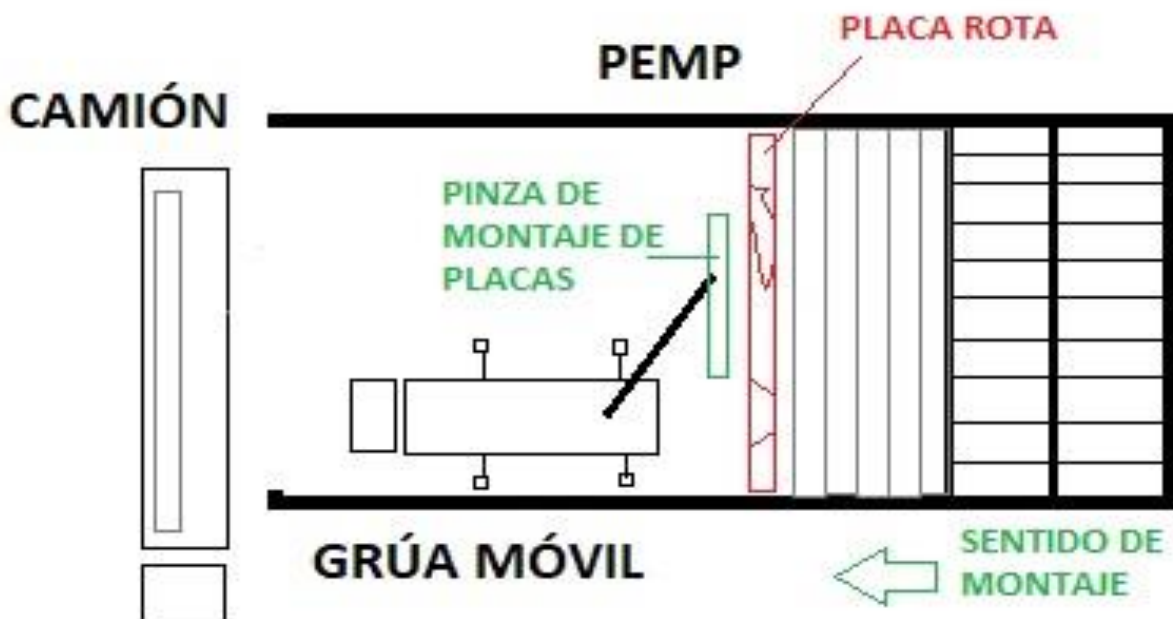 PLACA ROTA
PEMP
CAMIÓN
PINZA DE
MONTAJE DE
PLACAS
GRÚA MÓVIL
SENTIDO DE
MONTAJE